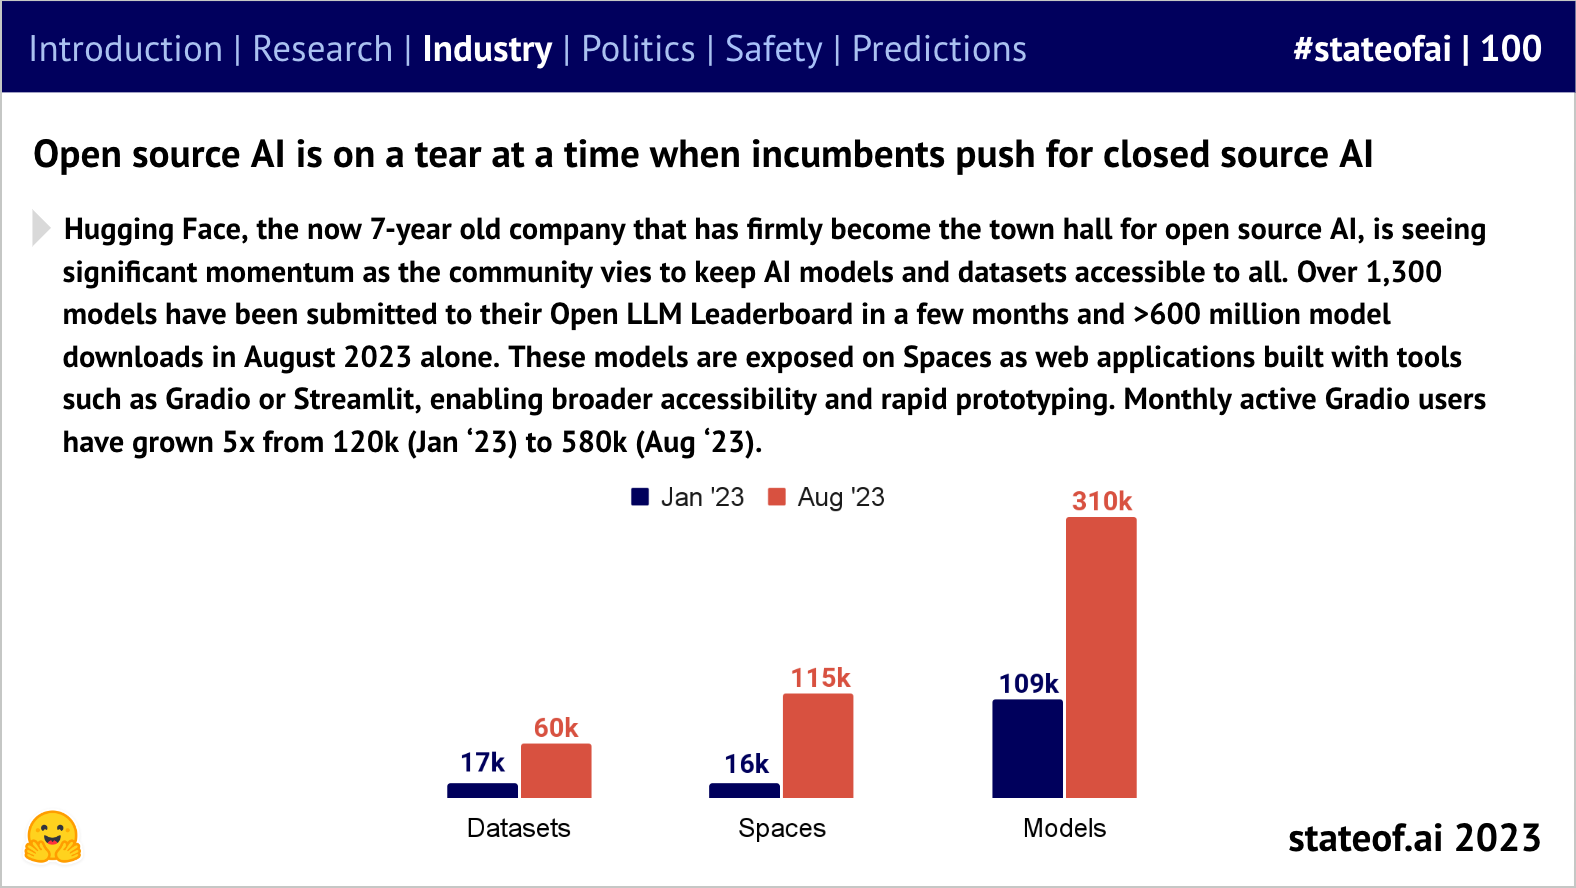 Introduction | Research | Industry | Politics | Safety | Predictions
#stateofai | 100
Open source AI is on a tear at a time when incumbents push for closed source AI
Hugging Face, the now 7-year old company that has firmly become the town hall for open source AI, is seeing
significant momentum as the community vies to keep AI models and datasets accessible to all. Over 1,300
models have been submitted to their Open LLM Leaderboard in a few months and >600 million model
downloads in August 2023 alone. These models are exposed on Spaces as web applications built with tools
such as Gradio or Streamlit, enabling broader accessibility and rapid prototyping. Monthly active Gradio users
have grown 5x from 120k (Jan ‘23) to 580k (Aug ‘23).
Jan '23 Aug '23
310k
115k
109k
60k
17k
16k
Datasets Spaces Models
stateof.ai 2023